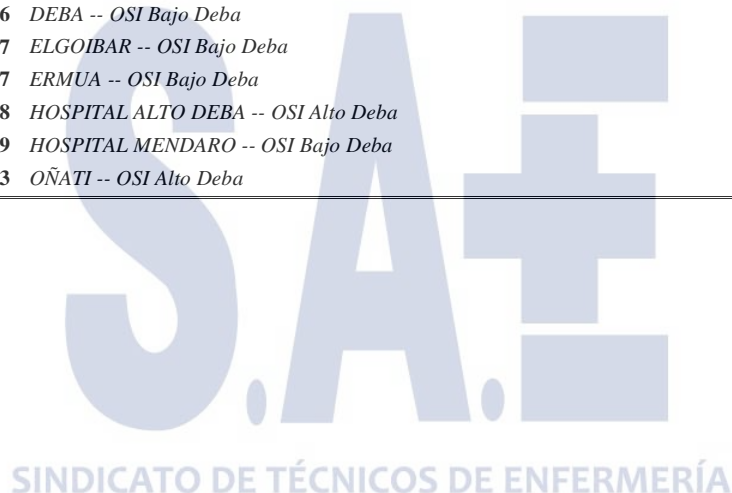 6 DEBA -- OSI Bajo Deba
7 ELGOIBAR -- OSI Bajo Deba
7 ERMUA -- OSI Bajo Deba
8 HOSPITAL ALTO DEBA -- OSI Alto Deba
9 HOSPITAL MENDARO -- OSI Bajo Deba
3 OÑATI -- OSI Alto Deba
S.A.E
SINDICATO DE TÉCNICOS DE ENFERMERÍA